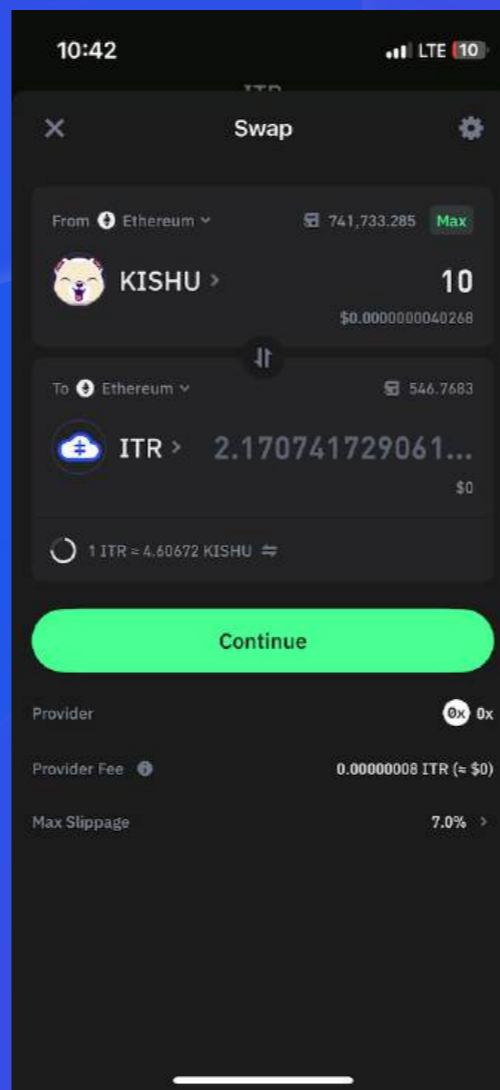 10:42
LTE 10
ITR
Swap
From Ethereum 741,733.285 Max
KISHU > 10
$0.0000000040268
To Ethereum 546.7683
ITR > 2.170741729061...
$0
1 ITR ≈ 4.60672 KISHU
Continue
Provider 0x 0x
Provider Fee 0.00000008 ITR (≈ $0)
Max Slippage 7.0% >